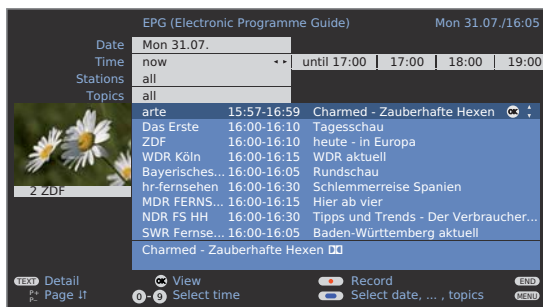 EPG (Electronic Programme Guide) Mon 31.07./16:05
Date Mon 31.07.
Time now until 17:00 17:00 18:00 19:00
Stations all
Topics all
arte 15:57-16:59 Charmed - Zauberhafte Hexen OK
Das Erste 16:00-16:10 Tagesschau
ZDF 16:00-16:10 heute - in Europa
WDR Köln 16:00-16:15 WDR aktuell
Bayerisches... 16:00-16:05 Rundschau
hr-fernsehen 16:00-16:30 Schlemmerreise Spanien
MDR FERNS... 16:00-16:15 Hier ab vier
NDR FS HH 16:00-16:30 Tipps und Trends - Der Verbraucher...
SWR Fernse... 16:00-16:05 Baden-Württemberg aktuell
2 ZDF
Charmed - Zauberhafte Hexen
TEXT Detail OK View Record END
P+ P- Page 0-9 Select time Select date, ... , topics MENU